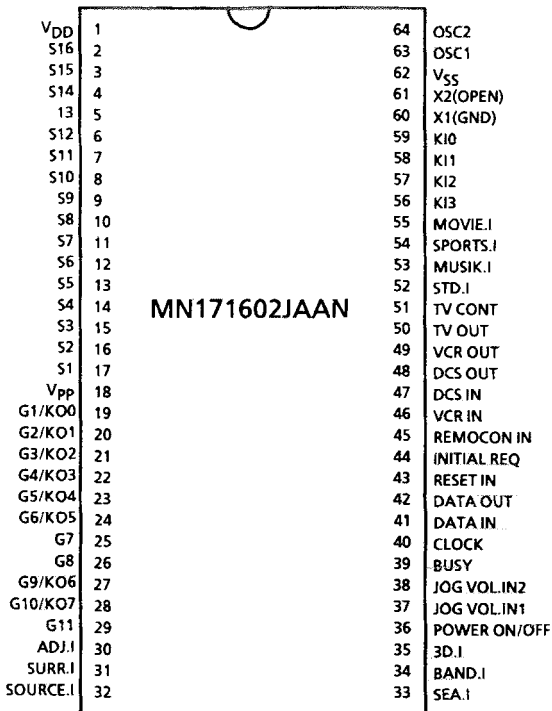 VDD 1 64 OSC2
S16 2 63 OSC1
S15 3 62 VSS
S14 4 61 X2(OPEN)
13 5 60 X1(GND)
S12 6 59 KI0
S11 7 58 KI1
S10 8 57 KI2
S9 9 56 KI3
S8 10 55 MOVIE.I
S7 11 54 SPORTS.I
S6 12 53 MUSIK.I
S5 13 52 STD.I
S4 14 MN171602JAAN 51 TV CONT
S3 15 50 TV OUT
S2 16 49 VCR OUT
S1 17 48 DCS OUT
VPP 18 47 DCS IN
G1/KO0 19 46 VCR IN
G2/KO1 20 45 REMOCON IN
G3/KO2 21 44 INITIAL REQ
G4/KO3 22 43 RESET IN
G5/KO4 23 42 DATA OUT
G6/KO5 24 41 DATA IN
G7 25 40 CLOCK
G8 26 39 BUSY
G9/KO6 27 38 JOG VOL.IN2
G10/KO7 28 37 JOG VOL.IN1
G11 29 36 POWER ON/OFF
ADJ.I 30 35 3D.I
SURR.I 31 34 BAND.I
SOURCE.I 32 33 SEA.I